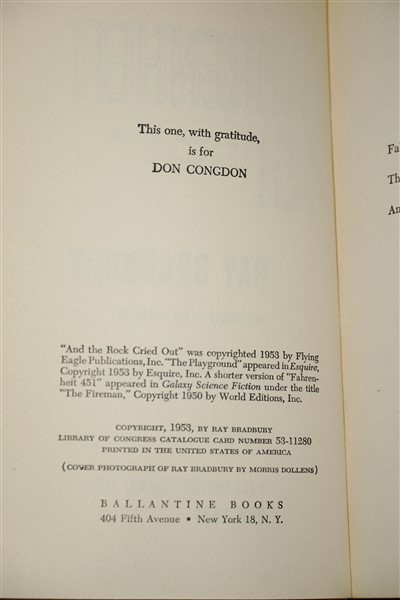 This one, with gratitude,
is for
DON CONGDON
"And the Rock Cried Out" was copyrighted 1953 by Flying
Eagle Publications, Inc. "The Playground" appeared in Esquire,
Copyright 1953 by Esquire, Inc. A shorter version of "Fahren-
heit 451" appeared in Galaxy Science Fiction under the title
"The Fireman," Copyright 1950 by World Editions, Inc.
COPYRIGHT, 1953, BY RAY BRADBURY
LIBRARY OF CONGRESS CATALOGUE CARD NUMBER 53-11280
PRINTED IN THE UNITED STATES OF AMERICA
(COVER PHOTOGRAPH OF RAY BRADBURY BY MORRIS DOLLENS)
BALLANTINE BOOKS
404 Fifth Avenue • New York 18, N. Y.
Fa
Th
An